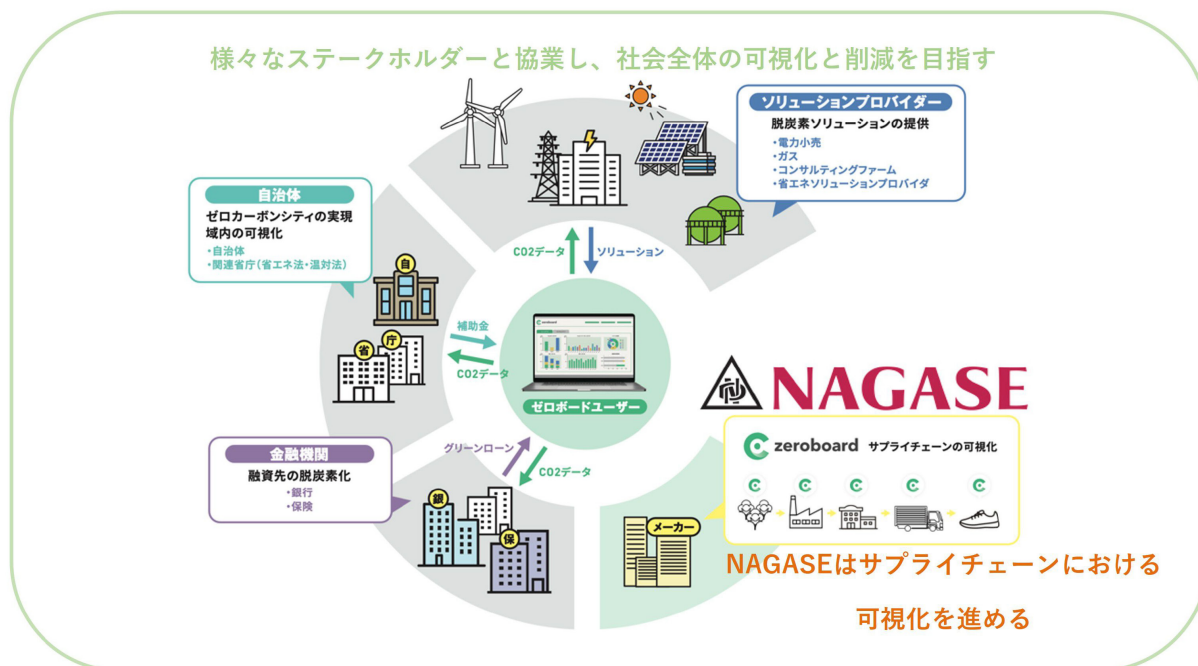 様々なステークホルダーと協業し、社会全体の可視化と削減を目指す
ソリューションプロバイダー
脱炭素ソリューションの提供
・電力小売
・ガス
・コンサルティングファーム
・省エネソリューションプロバイダ
自治体
ゼロカーボンシティの実現
域内の可視化
・自治体
・関連省庁(省エネ法・温対法)
自
省
庁
CO2データ
ソリューション
補助金
CO2データ
zeroboard
ゼロボードユーザー
NAGASE
zeroboard サプライチェーンの可視化
金融機関
融資先の脱炭素化
・銀行
・保険
グリーンローン
CO2データ
銀
保
メーカー
NAGASEはサプライチェーンにおける
可視化を進める